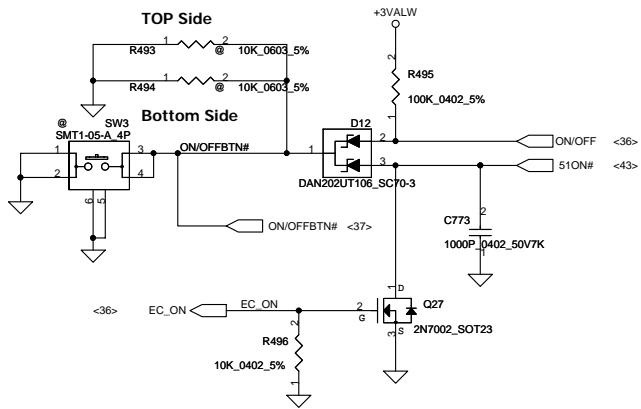 TOP Side
+3VALW
1
2
R493
@
10K_0603_5%
1
2
R494
@
10K_0603_5%
2
R495
100K_0402_5%
1
Bottom Side
@
SW3
SMT1-05-A_4P
ON/OFFBTN#
D12
1
2
3
4
6
5
1
2
3
DAN202UT106_SC70-3
ON/OFF
<36>
51ON#
<43>
ON/OFFBTN#
<37>
C773
2
1
1000P_0402_50V7K
1
D
Q27
<36>
EC_ON
EC_ON
2
G
S
3
2N7002_SOT23
2
R496
10K_0402_5%
1